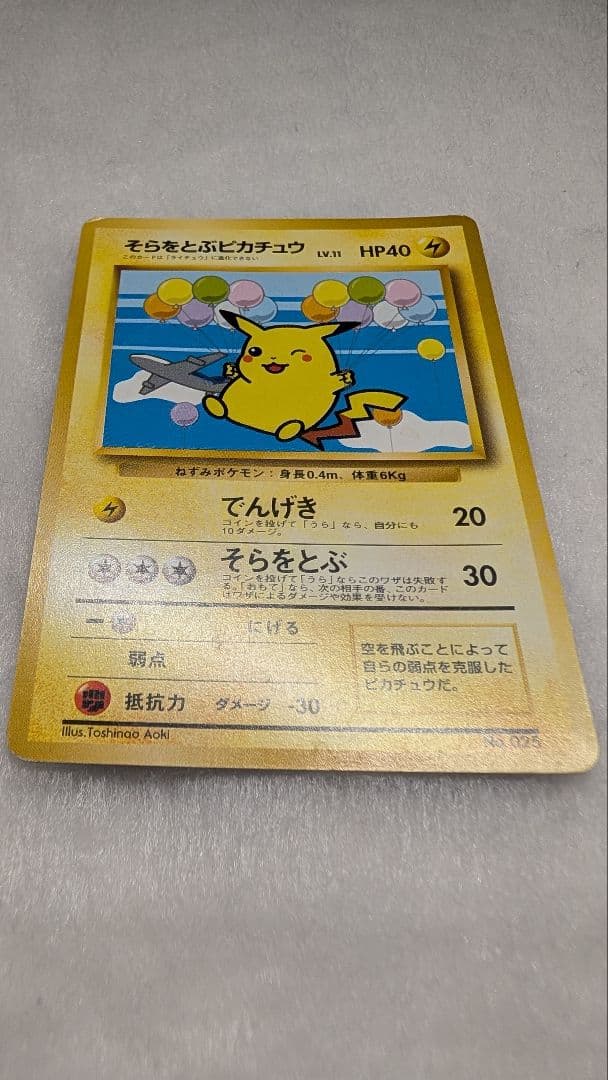 そらをとぶピカチュウ LV.11 HP40
このカードは「ライチュウ」に進化できない
ねずみポケモン：身長0.4m、体重6Kg
でんげき 20
コインを投げて「うら」なら、自分にも
10ダメージ。
そらをとぶ 30
コインを投げて「うら」ならこのワザは失敗す
る。「おもて」なら、次の相手の番、このカード
はワザによるダメージや効果を受けない。
にげる
弱点
抵抗力 ダメージ -30
空を飛ぶことによって
自らの弱点を克服した
ピカチュウだ。
Illus.Toshinao Aoki
No.025